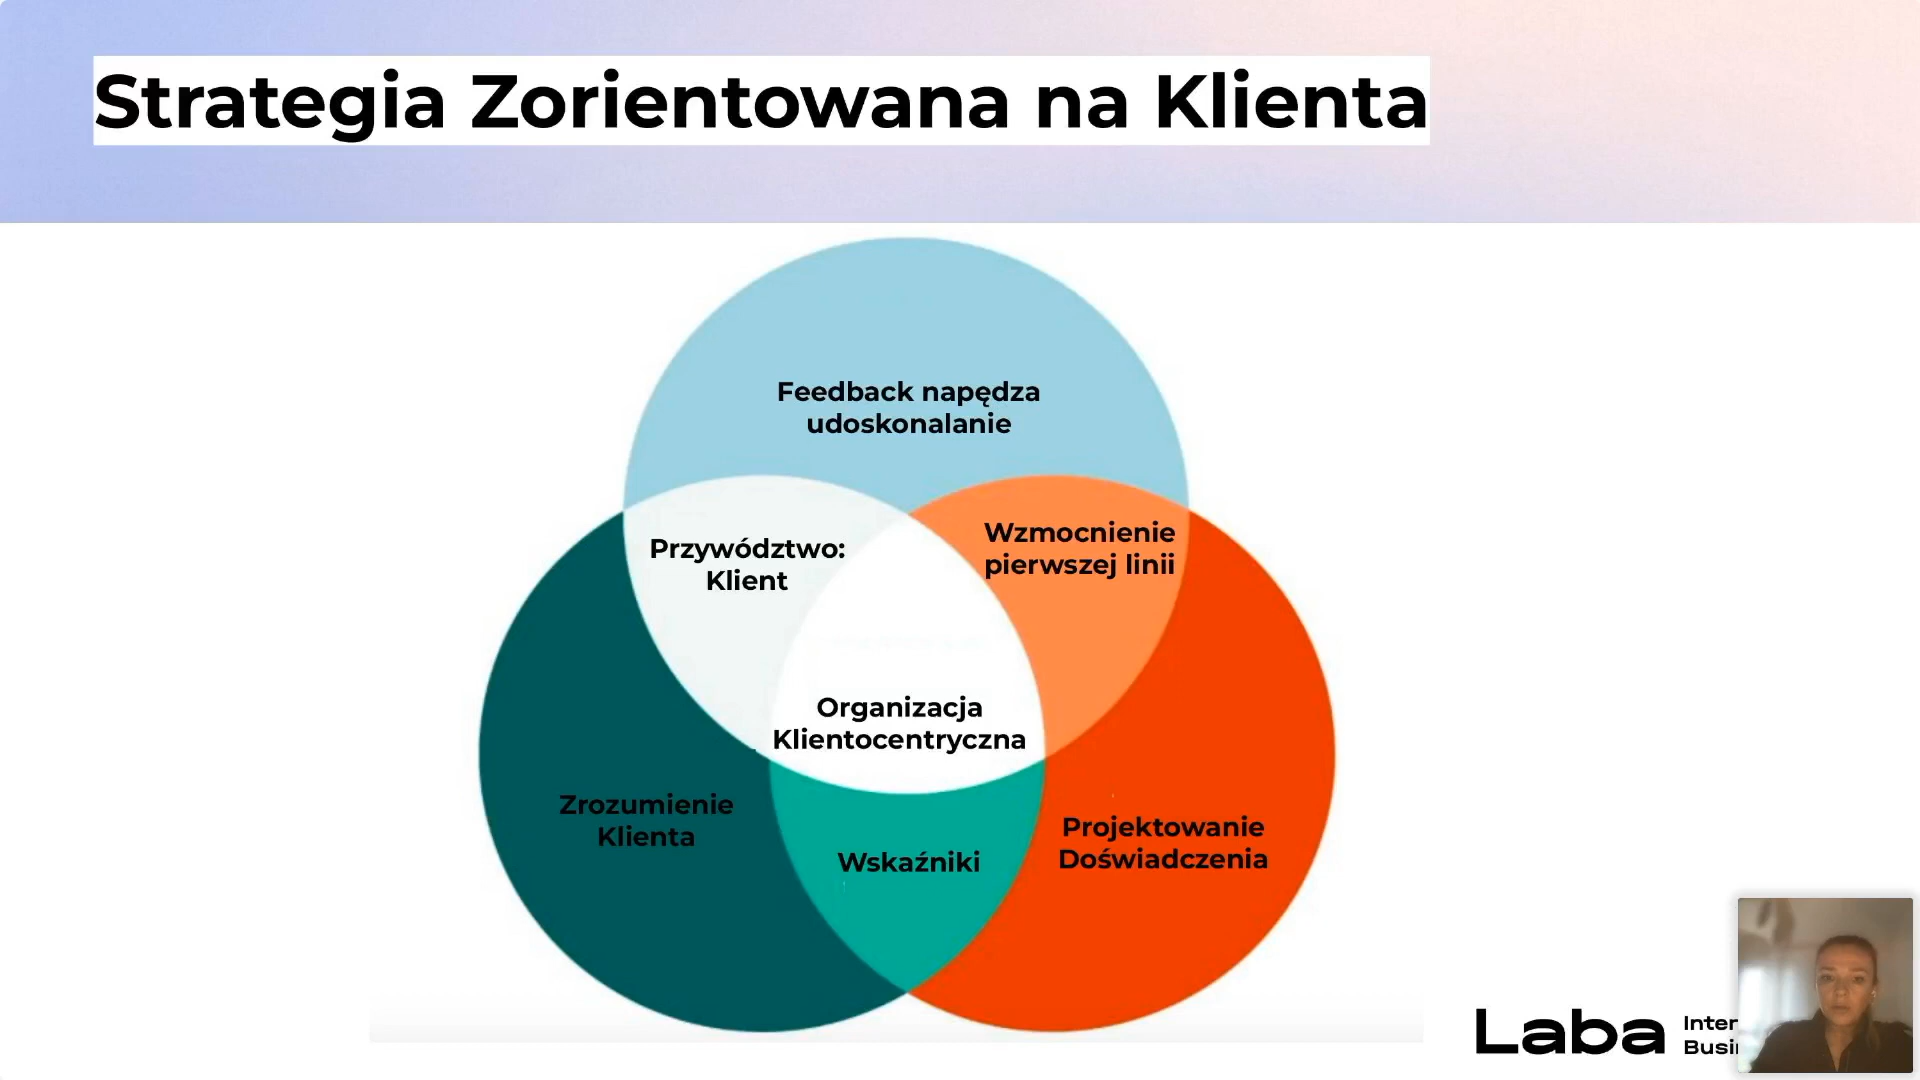 Strategia Zorientowana na Klienta
Feedback napędza
udoskonalanie
Przywództwo:
Klient
Wzmocnienie
pierwszej linii
Organizacja
Klientocentryczna
Zrozumienie
Klienta
Wskaźniki
Projektowanie
Doświadczenia
Laba